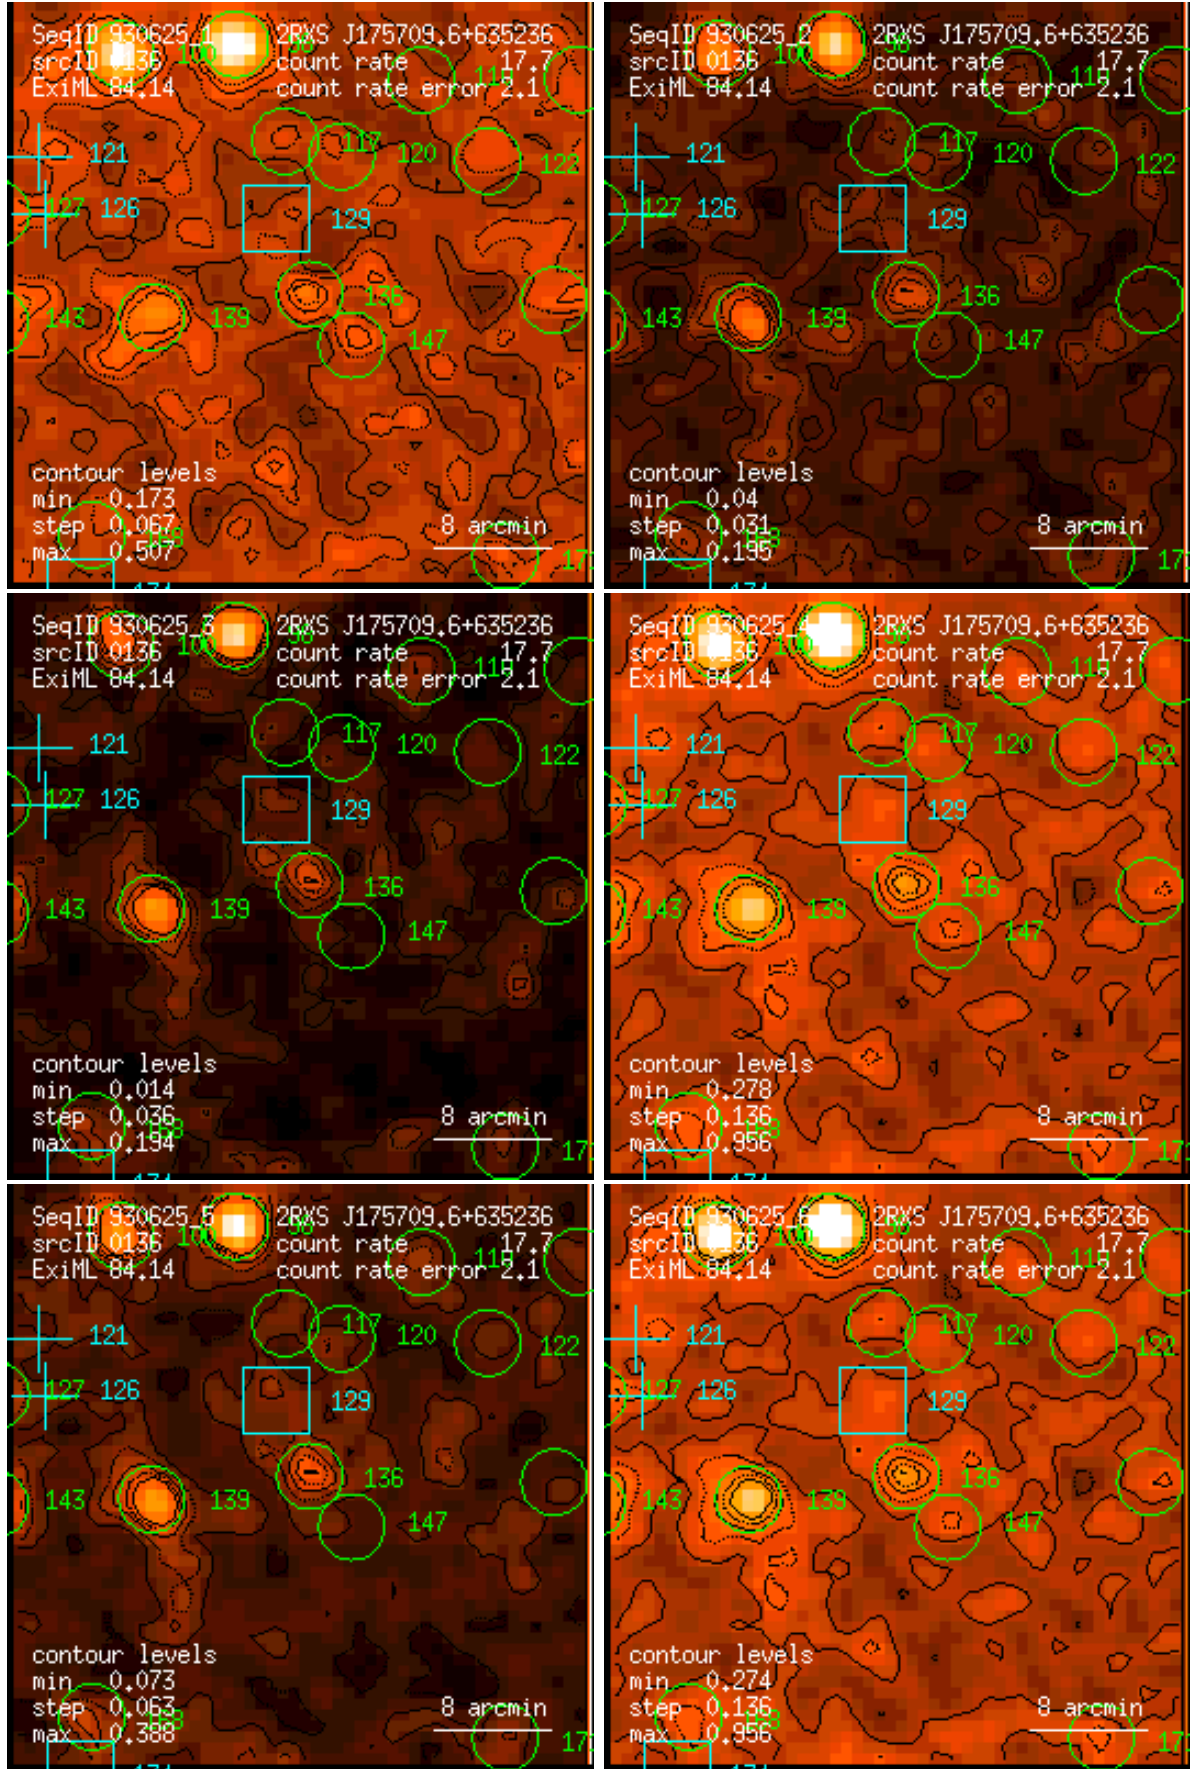 SeqID 930625_1 2RXS J175709.6+635236
srcID 0136 100 98 count rate 17.7
ExiML 84.14 count rate error 2.1
117 120 122
121
126 127 129
136
143 139
147
contour levels
min 0.173
step 0.067
max 0.507
8 arcmin
SeqID 930625_2 2RXS J175709.6+635236
srcID 0136 count rate 17.7
ExiML 84.14 count rate error 2.1
117 120 122
121
127 126 129
136
143 139
147
contour levels
min 0.04
step 0.031
max 0.195
8 arcmin
SeqID 930625_3 2RXS J175709.6+635236
srcID 0136 count rate 17.7
ExiML 84.14 count rate error 2.1
117 120 122
121
127 126 129
136
143 139
147
contour levels
min 0.014
step 0.036
max 0.194
8 arcmin
SeqID 930625_4 2RXS J175709.6+635236
srcID 0136 count rate 17.7
ExiML 84.14 count rate error 2.1
117 120 122
121
127 126 129
136
143 139
147
contour levels
min 0.278
step 0.136
max 0.956
8 arcmin
SeqID 930625_5 2RXS J175709.6+635236
srcID 0136 count rate 17.7
ExiML 84.14 count rate error 2.1
117 120 122
121
127 126 129
136
143 139
147
contour levels
min 0.073
step 0.063
max 0.388
8 arcmin
SeqID 930625_6 2RXS J175709.6+635236
srcID 0136 count rate 17.7
ExiML 84.14 count rate error 2.1
117 120 122
121
127 126 129
136
143 139
147
contour levels
min 0.274
step 0.136
max 0.956
8 arcmin